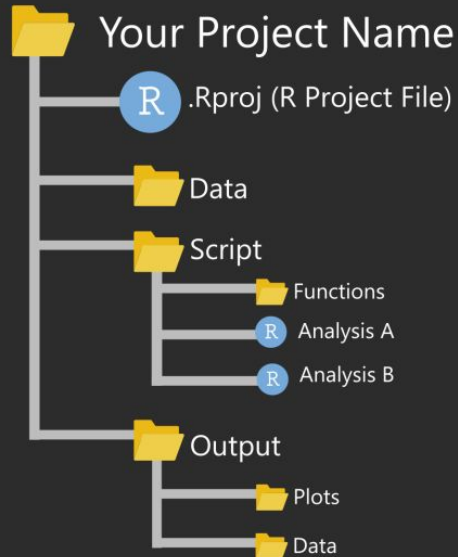 Your Project Name
R .Rproj (R Project File)
Data
Script
Functions
R Analysis A
R Analysis B
Output
Plots
Data